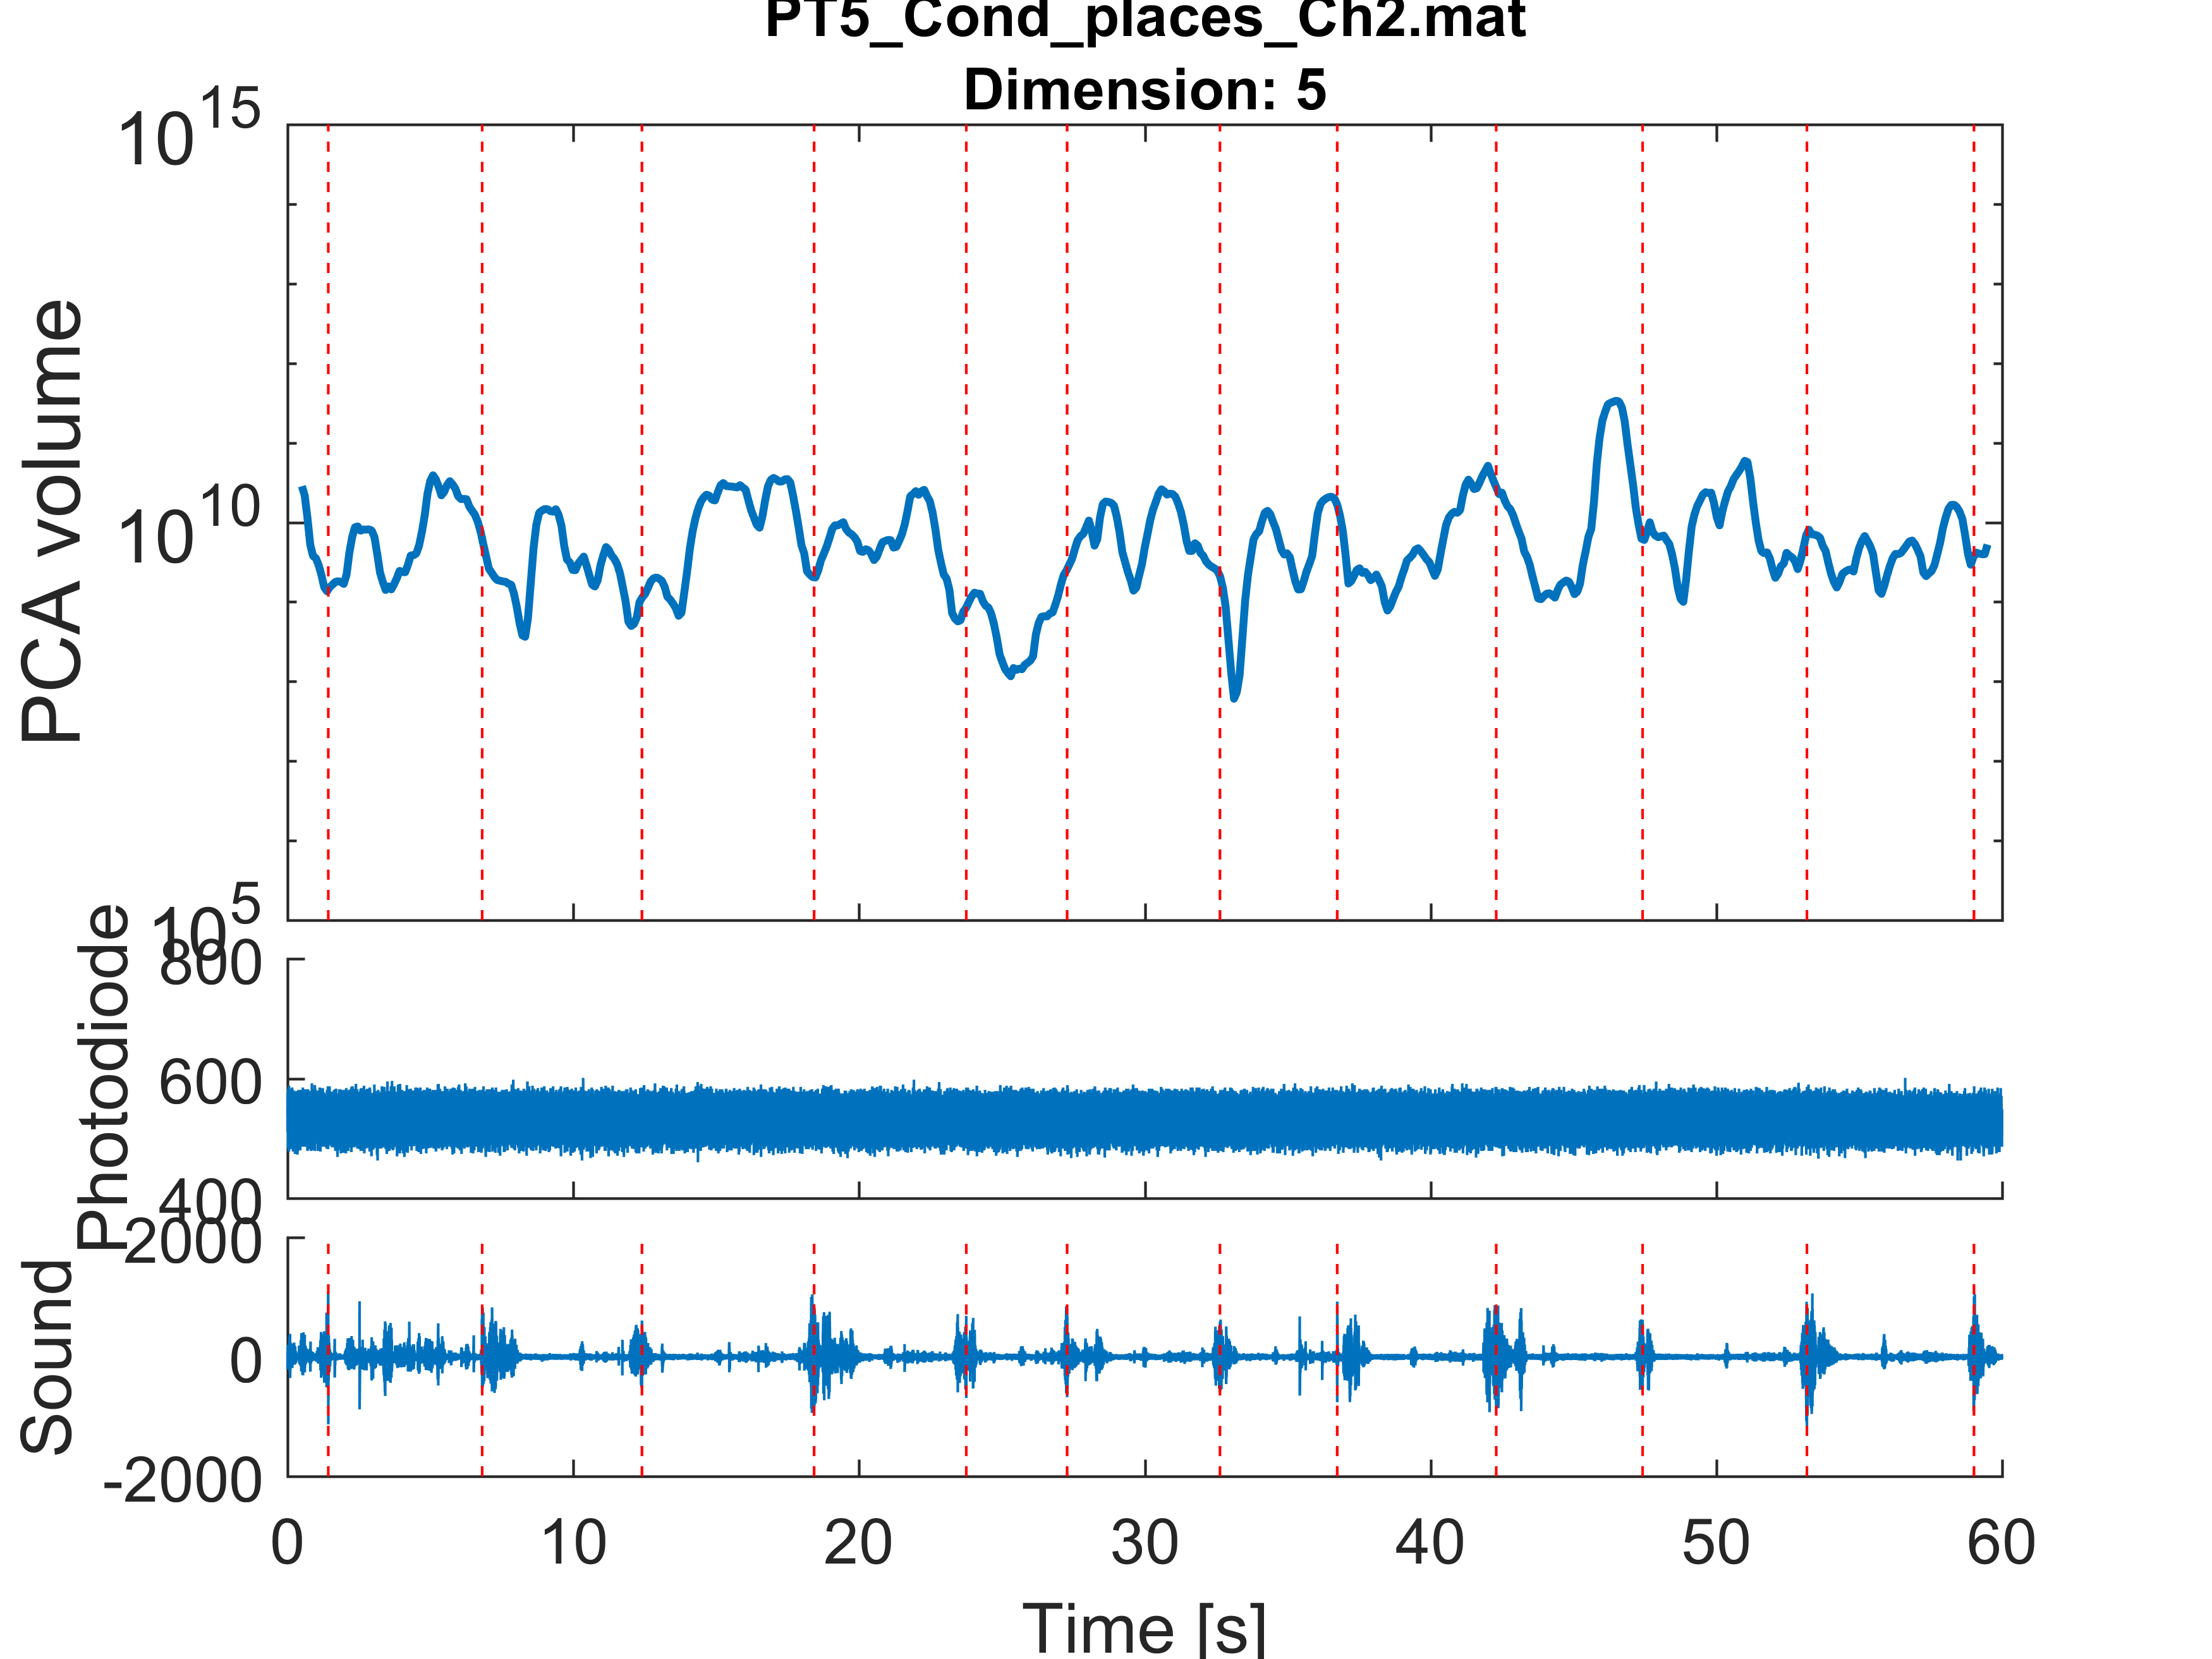 PT5_Cond_places_Ch2.mat
Dimension: 5
PCA volume
10^15
10^10
10^5
Photodiode
800
600
400
Sound
2000
0
-2000
0 10 20 30 40 50 60
Time [s]